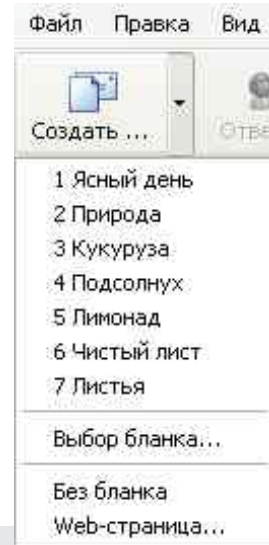 Файл Правка Вид
Создать ...
1 Ясный день
2 Природа
3 Кукуруза
4 Подсолнух
5 Лимонад
6 Чистый лист
7 Листья
Выбор бланка...
Без бланка
Web-страница...